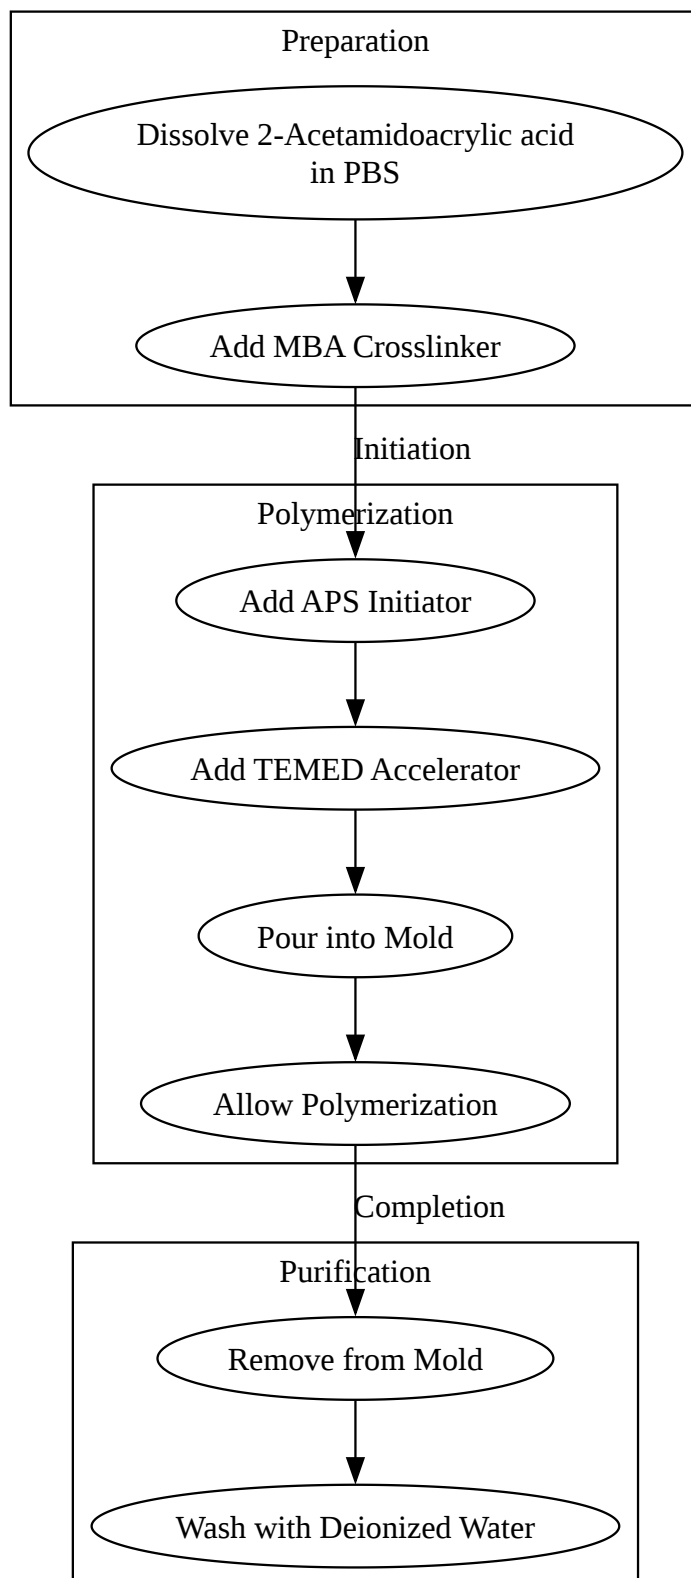 Preparation
Dissolve 2-Acetamidoacrylic acid
in PBS
Add MBA Crosslinker
Initiation
Polymerization
Add APS Initiator
Add TEMED Accelerator
Pour into Mold
Allow Polymerization
Completion
Purification
Remove from Mold
Wash with Deionized Water